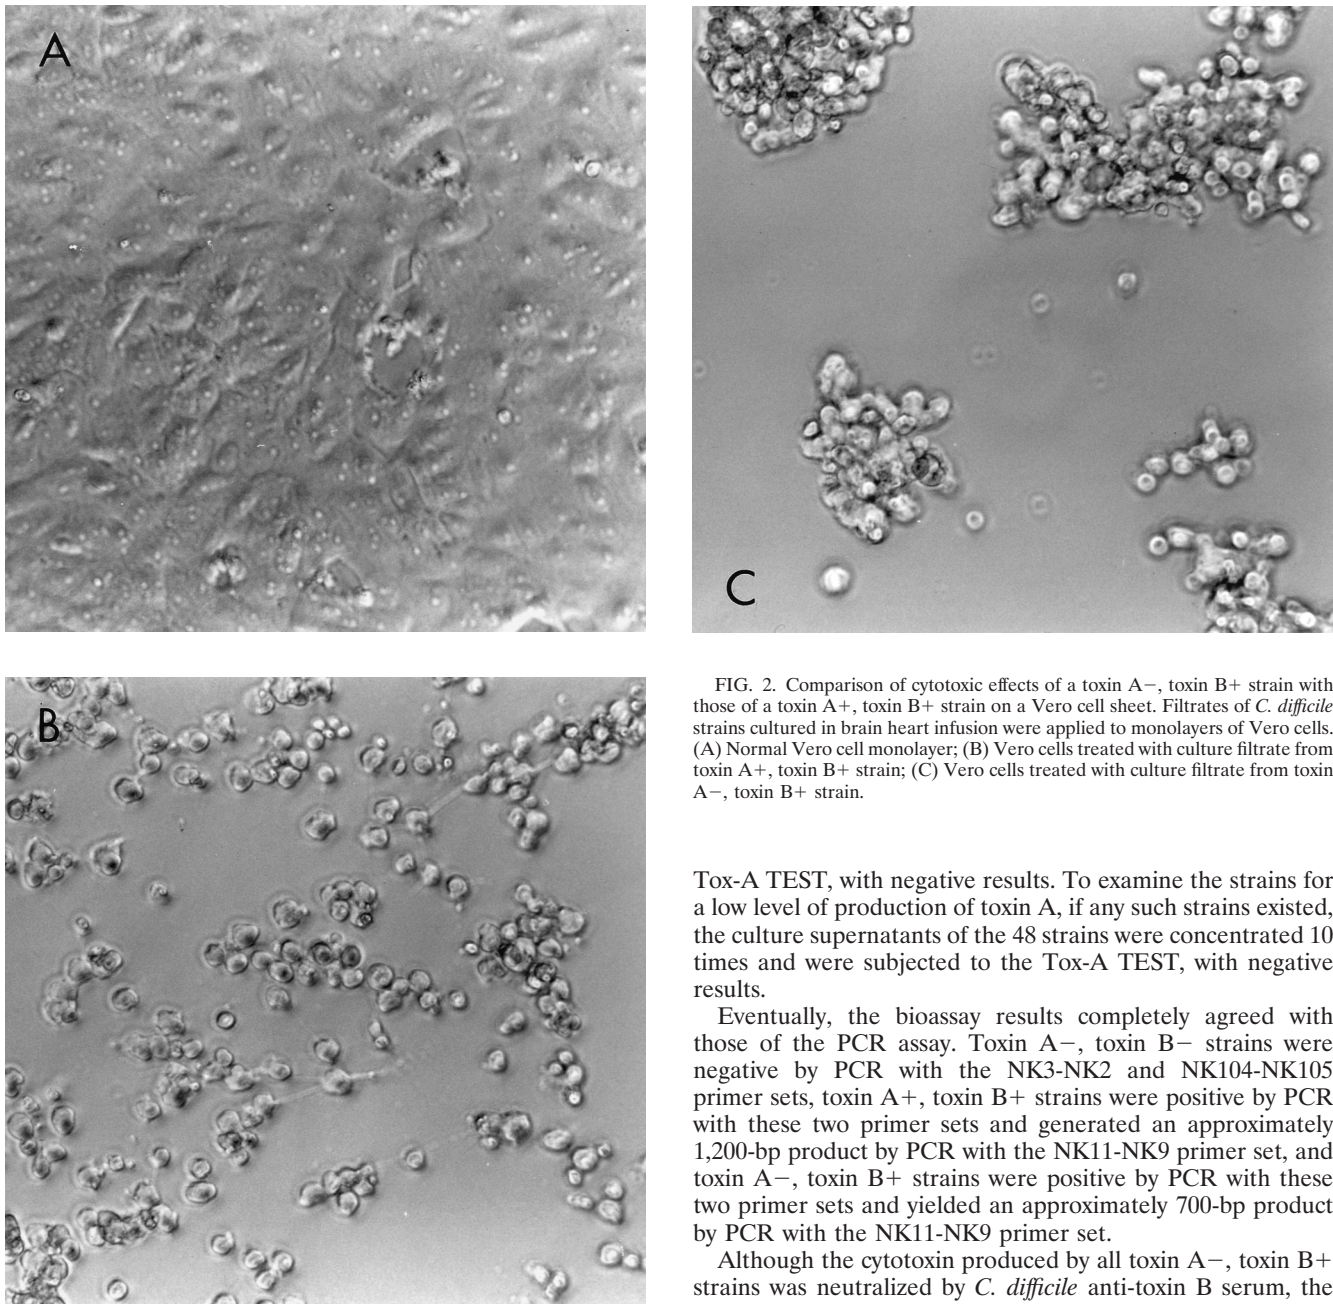 A
B
C
FIG. 2. Comparison of cytotoxic effects of a toxin A−, toxin B+ strain with
those of a toxin A+, toxin B+ strain on a Vero cell sheet. Filtrates of C. difficile
strains cultured in brain heart infusion were applied to monolayers of Vero cells.
(A) Normal Vero cell monolayer; (B) Vero cells treated with culture filtrate from
toxin A+, toxin B+ strain; (C) Vero cells treated with culture filtrate from toxin
A−, toxin B+ strain.
Tox-A TEST, with negative results. To examine the strains for
a low level of production of toxin A, if any such strains existed,
the culture supernatants of the 48 strains were concentrated 10
times and were subjected to the Tox-A TEST, with negative
results.
Eventually, the bioassay results completely agreed with
those of the PCR assay. Toxin A−, toxin B− strains were
negative by PCR with the NK3-NK2 and NK104-NK105
primer sets, toxin A+, toxin B+ strains were positive by PCR
with these two primer sets and generated an approximately
1,200-bp product by PCR with the NK11-NK9 primer set, and
toxin A−, toxin B+ strains were positive by PCR with these
two primer sets and yielded an approximately 700-bp product
by PCR with the NK11-NK9 primer set.
Although the cytotoxin produced by all toxin A−, toxin B+
strains was neutralized by C. difficile anti-toxin B serum, the